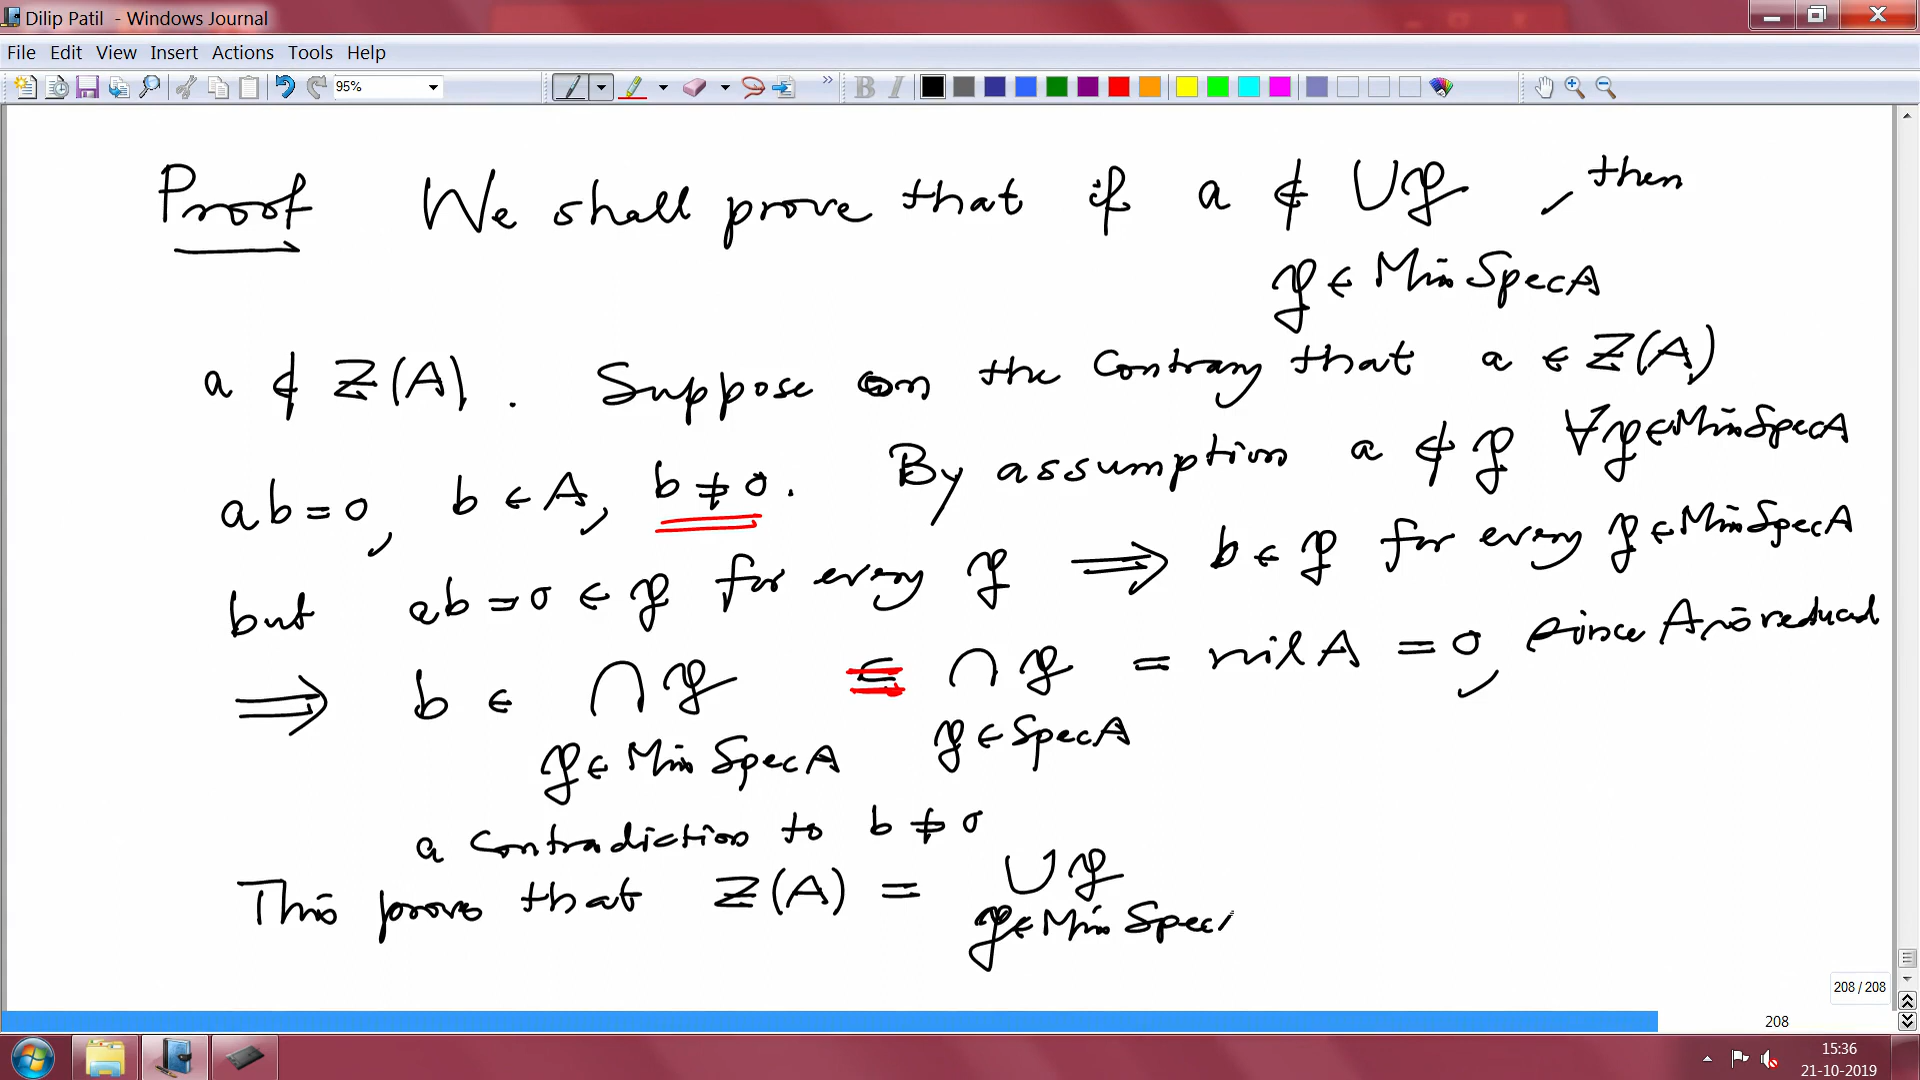 Dilip Patil - Windows Journal
File Edit View Insert Actions Tools Help
95%
Proof We shall prove that if a ∉ ∪𝔭, then
𝔭 ∈ Min Spec A
a ∉ Z(A). Suppose on the contrary that a ∈ Z(A)
ab = 0, b ∈ A, b ≠ 0. By assumption a ∉ 𝔭 ∀ 𝔭 ∈ Min Spec A
but ab = 0 ∈ 𝔭 for every 𝔭 ⟹ b ∈ 𝔭 for every 𝔭 ∈ Min Spec A
⟹ b ∈ ∩𝔭 = ∩𝔭 = nil A = 0, since A is reduced
𝔭 ∈ Min Spec A 𝔭 ∈ Spec A
a contradiction to b ≠ 0
This proves that Z(A) = ∪𝔭
𝔭 ∈ Min Spec
208 / 208
208
15:36
21-10-2019